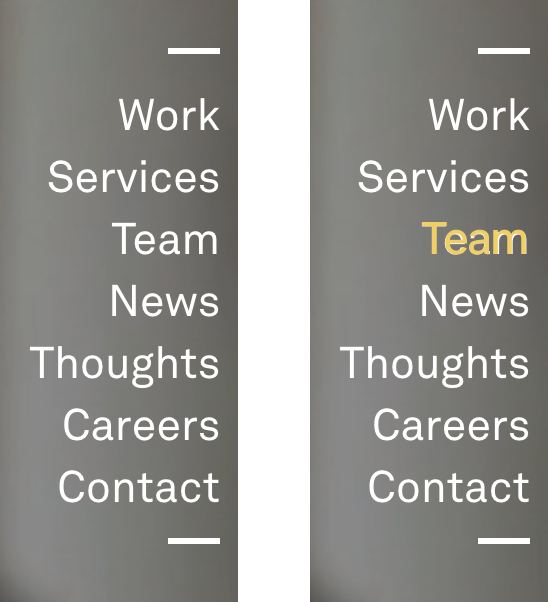 Work
Services
Team
News
Thoughts
Careers
Contact
Work
Services
Team
News
Thoughts
Careers
Contact